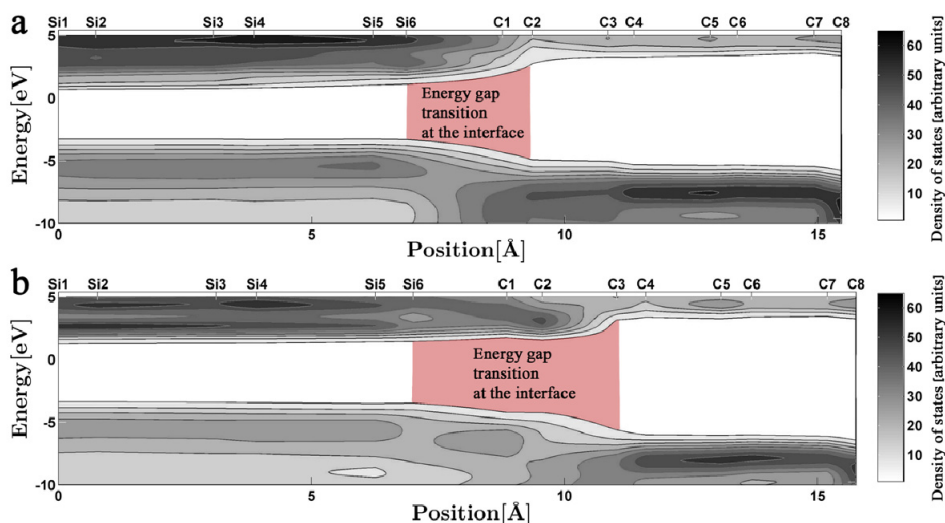 a
Si1 Si2 Si3 Si4 Si5 Si6 C1 C2 C3 C4 C5 C6 C7 C8
5
0
-5
-10
Energy[eV]
Energy gap
transition
at the interface
0 5 10 15
Position[Å]
60
50
40
30
20
10
Density of states [arbitrary units]
b
Si1 Si2 Si3 Si4 Si5 Si6 C1 C2 C3 C4 C5 C6 C7 C8
5
0
-5
-10
Energy[eV]
Energy gap
transition
at the interface
0 5 10 15
Position[Å]
60
50
40
30
20
10
Density of states [arbitrary units]